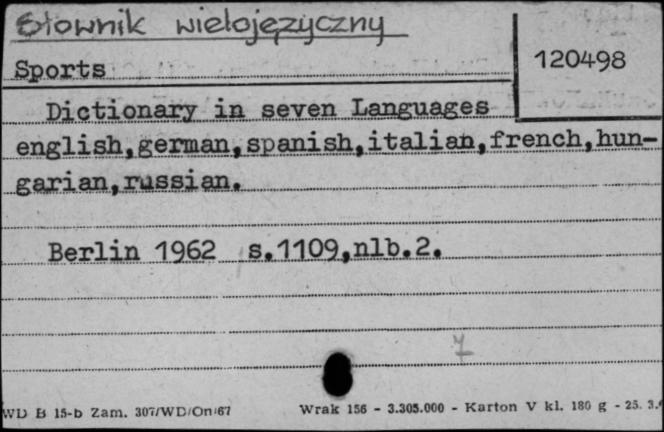 Słownik wielojęzyczny
Sports
120498
Dictionary in seven Languages
english,german,spanish,italian,french,hun-
garian,russian.
Berlin 1962 s.1109,nlb.2.
7
WD B 15-b Zam. 307/WD/On/67 Wrak 156 - 3.305.000 - Karton V kl. 180 g - 25. 3.